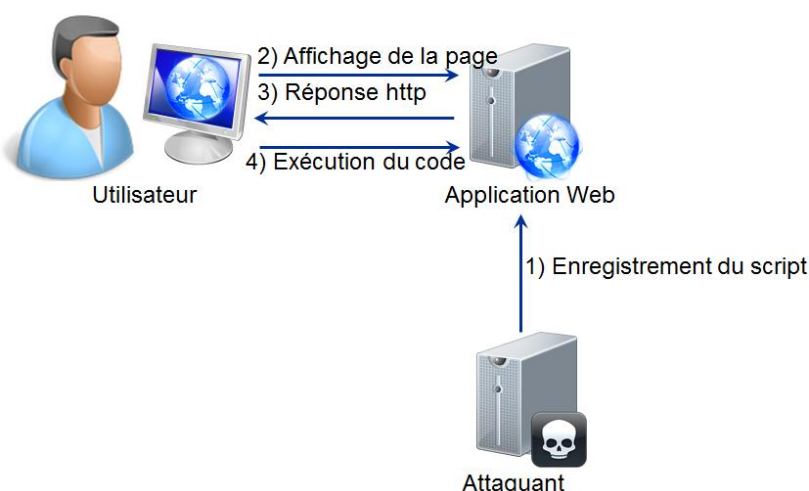 2) Affichage de la page
3) Réponse http
4) Exécution du code
Utilisateur
Application Web
1) Enregistrement du script
Attaquant